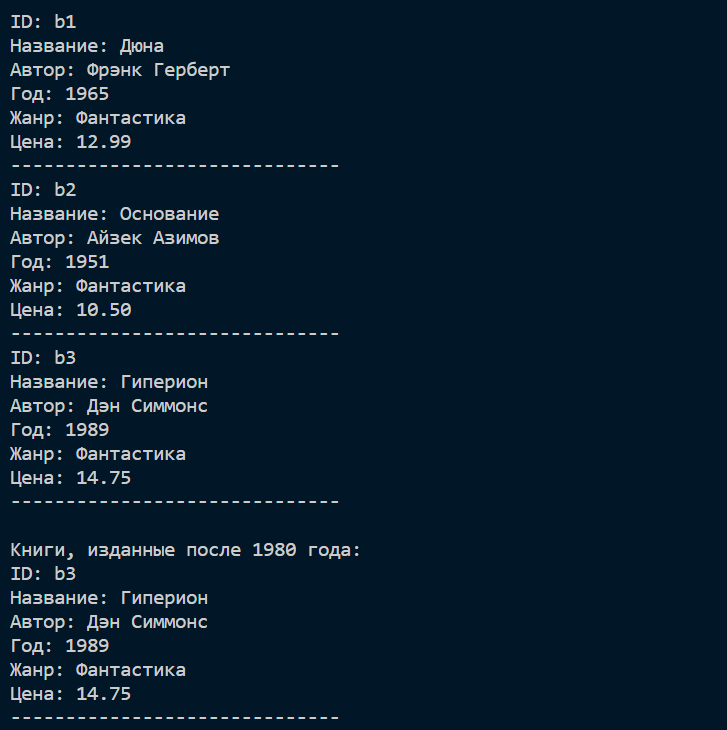 ID: b1
Название: Дюна
Автор: Фрэнк Герберт
Год: 1965
Жанр: Фантастика
Цена: 12.99
------------------------------
ID: b2
Название: Основание
Автор: Айзек Азимов
Год: 1951
Жанр: Фантастика
Цена: 10.50
------------------------------
ID: b3
Название: Гиперион
Автор: Дэн Симмонс
Год: 1989
Жанр: Фантастика
Цена: 14.75
------------------------------

Книги, изданные после 1980 года:
ID: b3
Название: Гиперион
Автор: Дэн Симмонс
Год: 1989
Жанр: Фантастика
Цена: 14.75
------------------------------